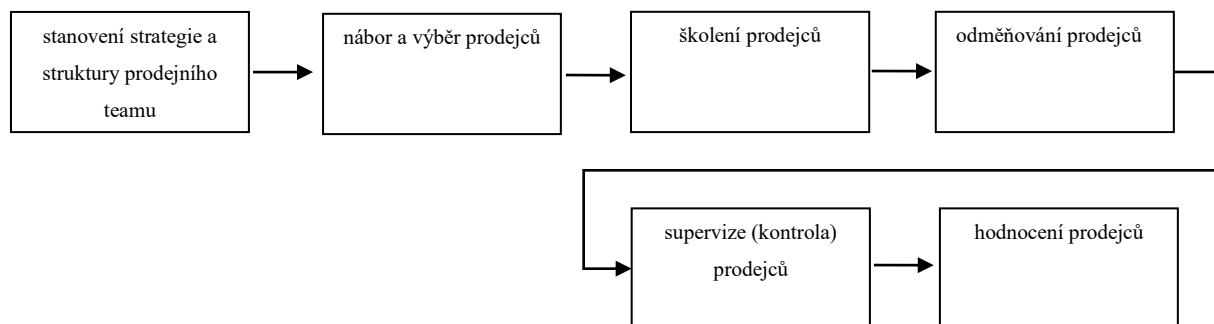 stanovení strategie a
struktury prodejního
teamu
nábor a výběr prodejců
školení prodejců
odměňování prodejců
supervize (kontrola)
prodejců
hodnocení prodejců